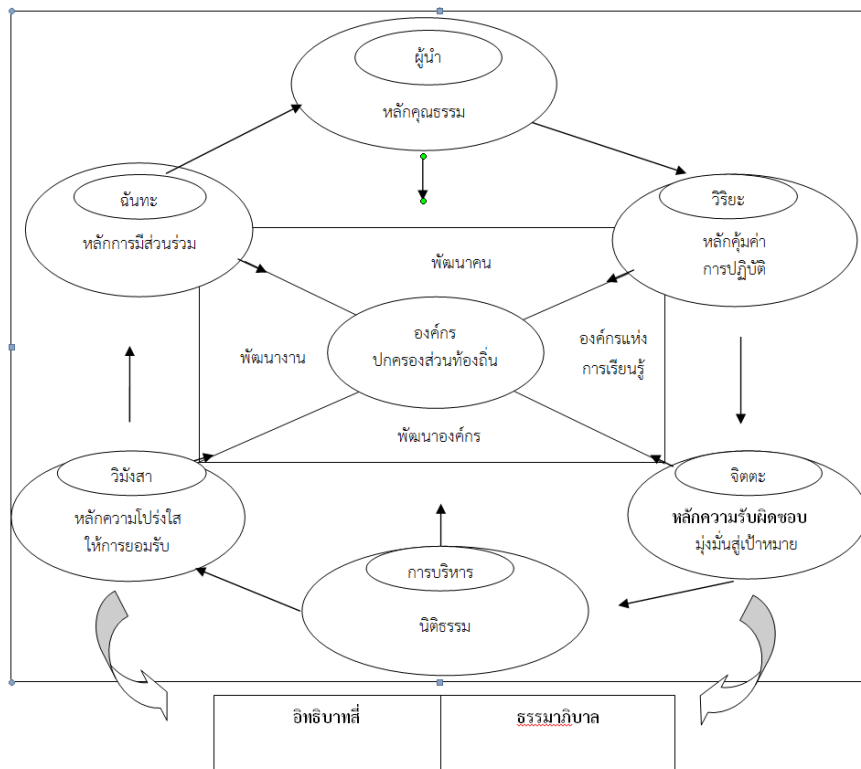 ผู้นำ
หลักคุณธรรม
ฉันทะ
หลักการมีส่วนร่วม
วิริยะ
หลักคุ้มค่า
การปฏิบัติ
พัฒนาคน
องค์กร
ปกครองส่วนท้องถิ่น
พัฒนางาน
องค์กรแห่ง
การเรียนรู้
พัฒนาองค์กร
วิมังสา
หลักความโปร่งใส
ให้การยอมรับ
จิตตะ
หลักความรับผิดชอบ
มุ่งมั่นสู่เป้าหมาย
การบริหาร
นิติธรรม
อิทธิบาทสี่
ธรรมาภิบาล